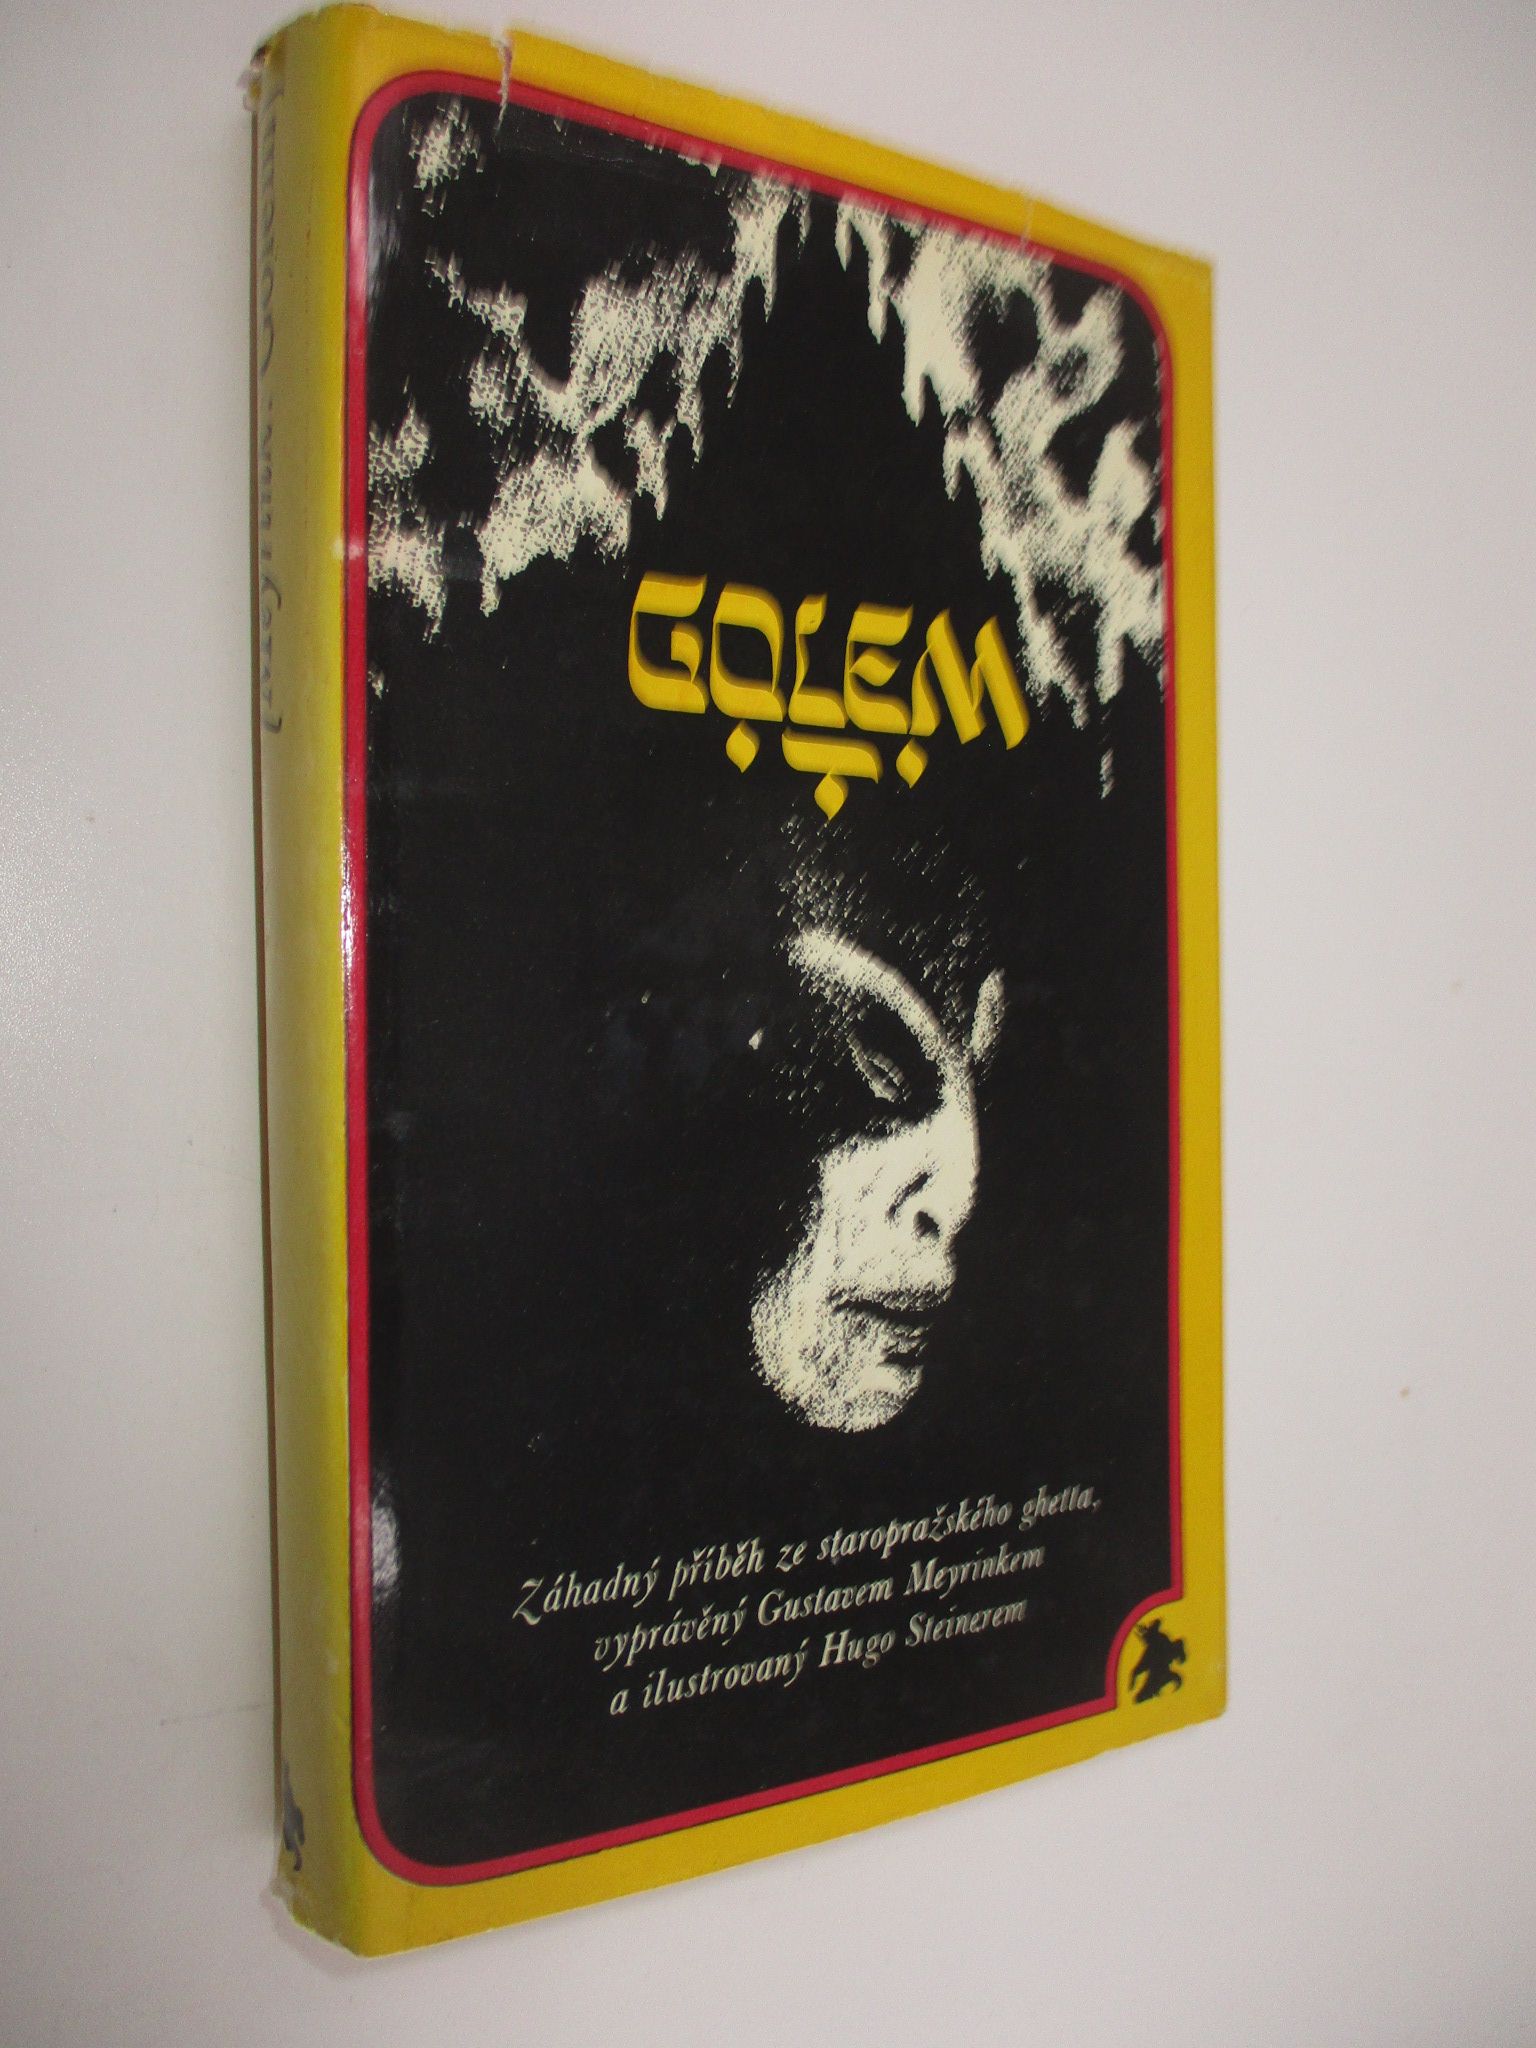 GOLEM
Záhadný příběh ze staropražského ghetta,
vyprávěný Gustavem Meyrinkem
a ilustrovaný Hugo Steinerem